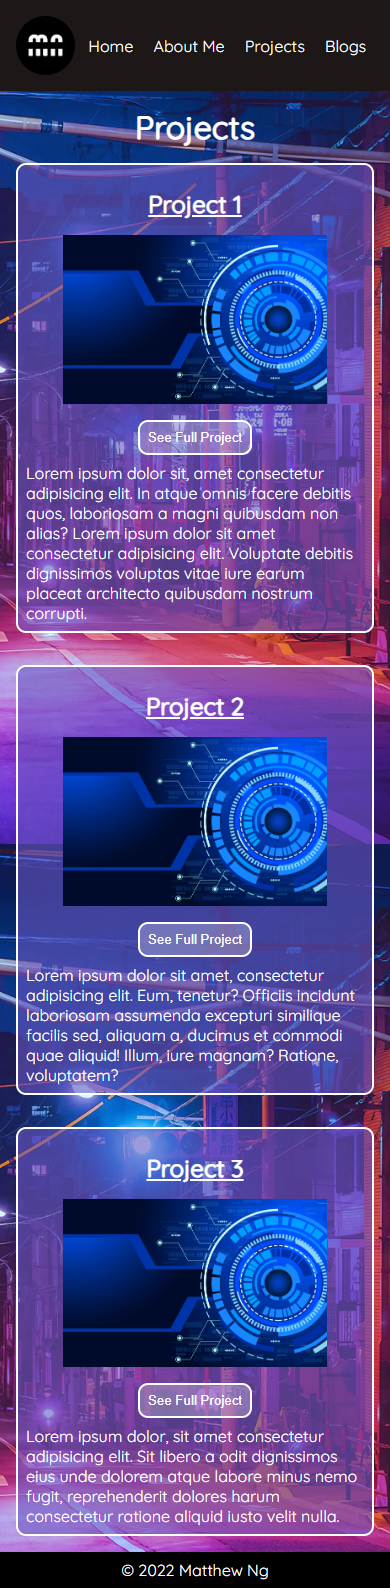 mn
Home About Me Projects Blogs
Projects
Project 1
See Full Project
Lorem ipsum dolor sit, amet consectetur
adipisicing elit. In atque omnis facere debitis
quos, laboriosam a magni quibusdam non
alias? Lorem ipsum dolor sit amet
consectetur adipisicing elit. Voluptate debitis
dignissimos voluptas vitae iure earum
placeat architecto quibusdam nostrum
corrupti.
Project 2
See Full Project
Lorem ipsum dolor sit amet, consectetur
adipisicing elit. Eum, tenetur? Officiis incidunt
laboriosam assumenda excepturi similique
facilis sed, aliquam a, ducimus et commodi
quae aliquid! Illum, iure magnam? Ratione,
voluptatem?
Project 3
See Full Project
Lorem ipsum dolor, sit amet consectetur
adipisicing elit. Sit libero a odit dignissimos
eius unde dolorem atque labore minus nemo
fugit, reprehenderit dolores harum
consectetur ratione aliquid iusto velit nulla.
© 2022 Matthew Ng